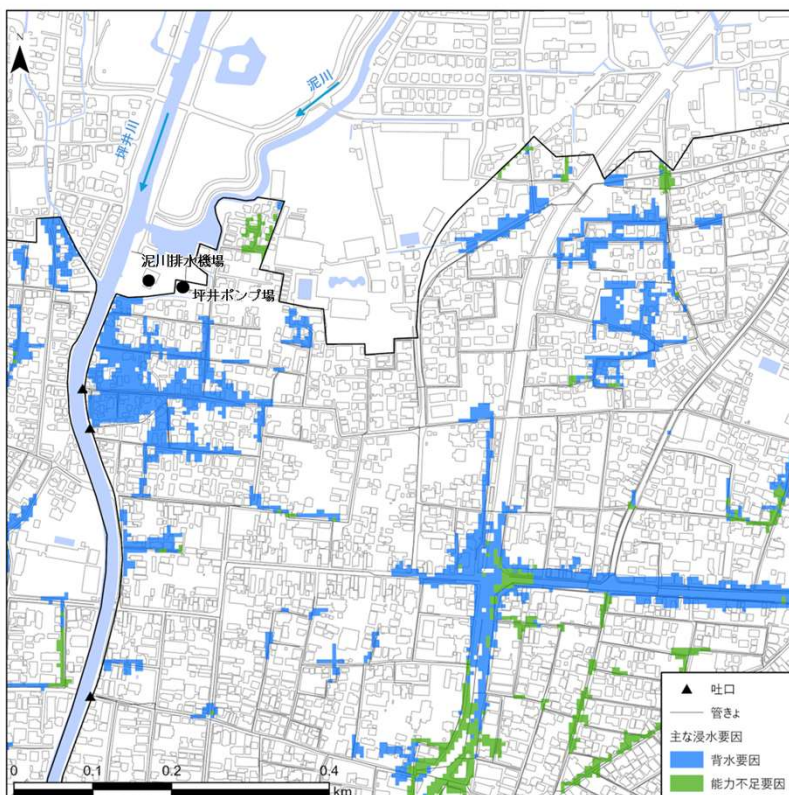 N
坪井川
泥川
泥川排水機場
坪井ポンプ場
0 0.1 0.2 0.4
km
吐口
管きょ
主な浸水要因
背水要因
能力不足要因